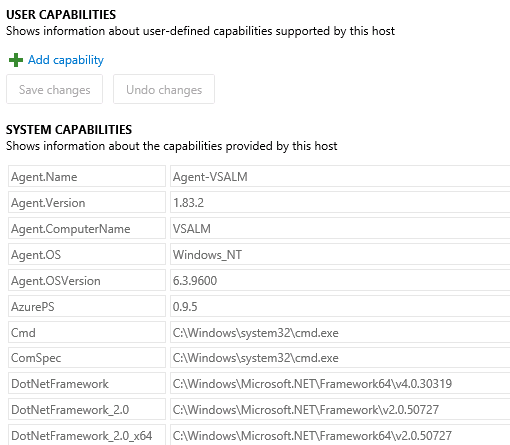 USER CAPABILITIES
Shows information about user-defined capabilities supported by this host
Add capability
Save changes Undo changes
SYSTEM CAPABILITIES
Shows information about the capabilities provided by this host
Agent.Name Agent-VSALM
Agent.Version 1.83.2
Agent.ComputerName VSALM
Agent.OS Windows_NT
Agent.OSVersion 6.3.9600
AzurePS 0.9.5
Cmd C:\Windows\system32\cmd.exe
ComSpec C:\Windows\system32\cmd.exe
DotNetFramework C:\Windows\Microsoft.NET\Framework64\v4.0.30319
DotNetFramework_2.0 C:\Windows\Microsoft.NET\Framework\v2.0.50727
DotNetFramework_2.0_x64 C:\Windows\Microsoft.NET\Framework64\v2.0.50727